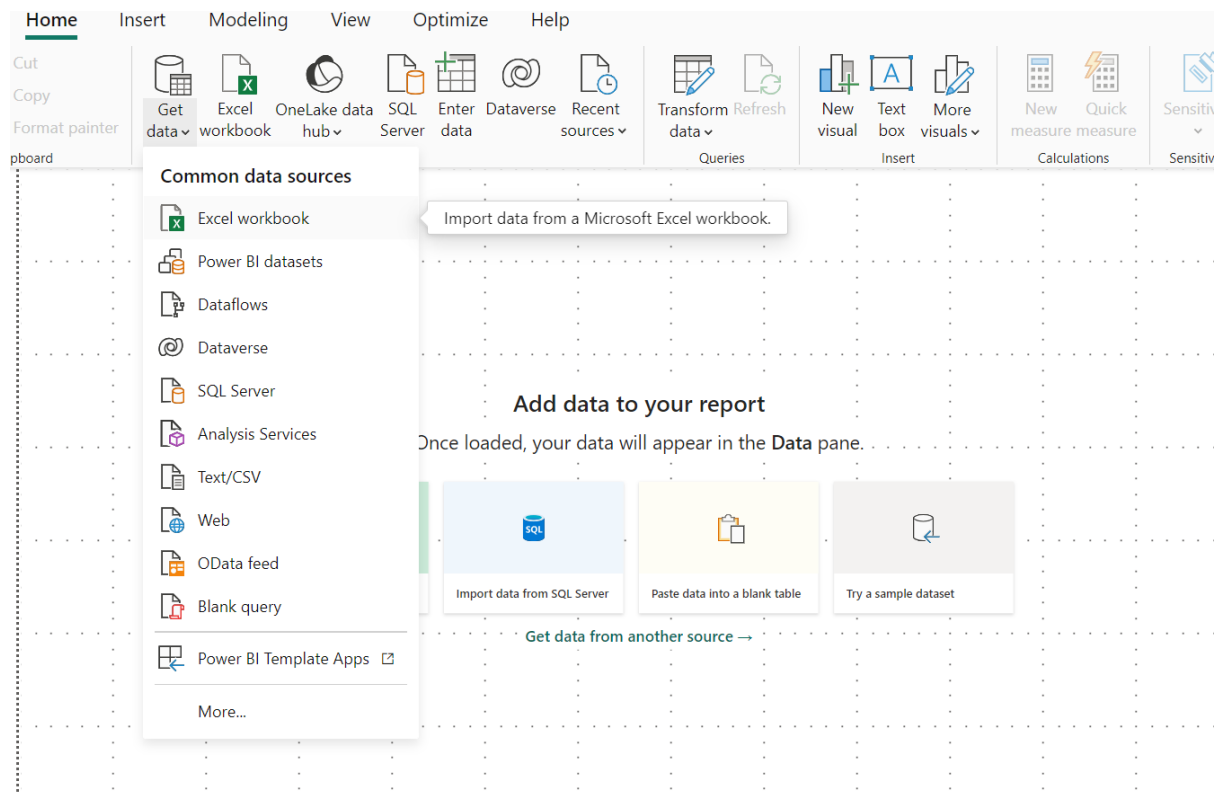 Home Insert Modeling View Optimize Help
Cut
Copy
Format painter
pboard
Get data
Excel workbook
OneLake data hub
SQL Server
Enter data
Dataverse
Recent sources
Transform data
Refresh
Queries
New visual
Text box
More visuals
Insert
New measure
Quick measure
Calculations
Sensitiv
Sensitiv
Common data sources
Excel workbook
Import data from a Microsoft Excel workbook.
Power BI datasets
Dataflows
Dataverse
SQL Server
Analysis Services
Text/CSV
Web
OData feed
Blank query
Power BI Template Apps
More...
Add data to your report
Once loaded, your data will appear in the Data pane.
SQL
Import data from SQL Server
Paste data into a blank table
Try a sample dataset
Get data from another source →